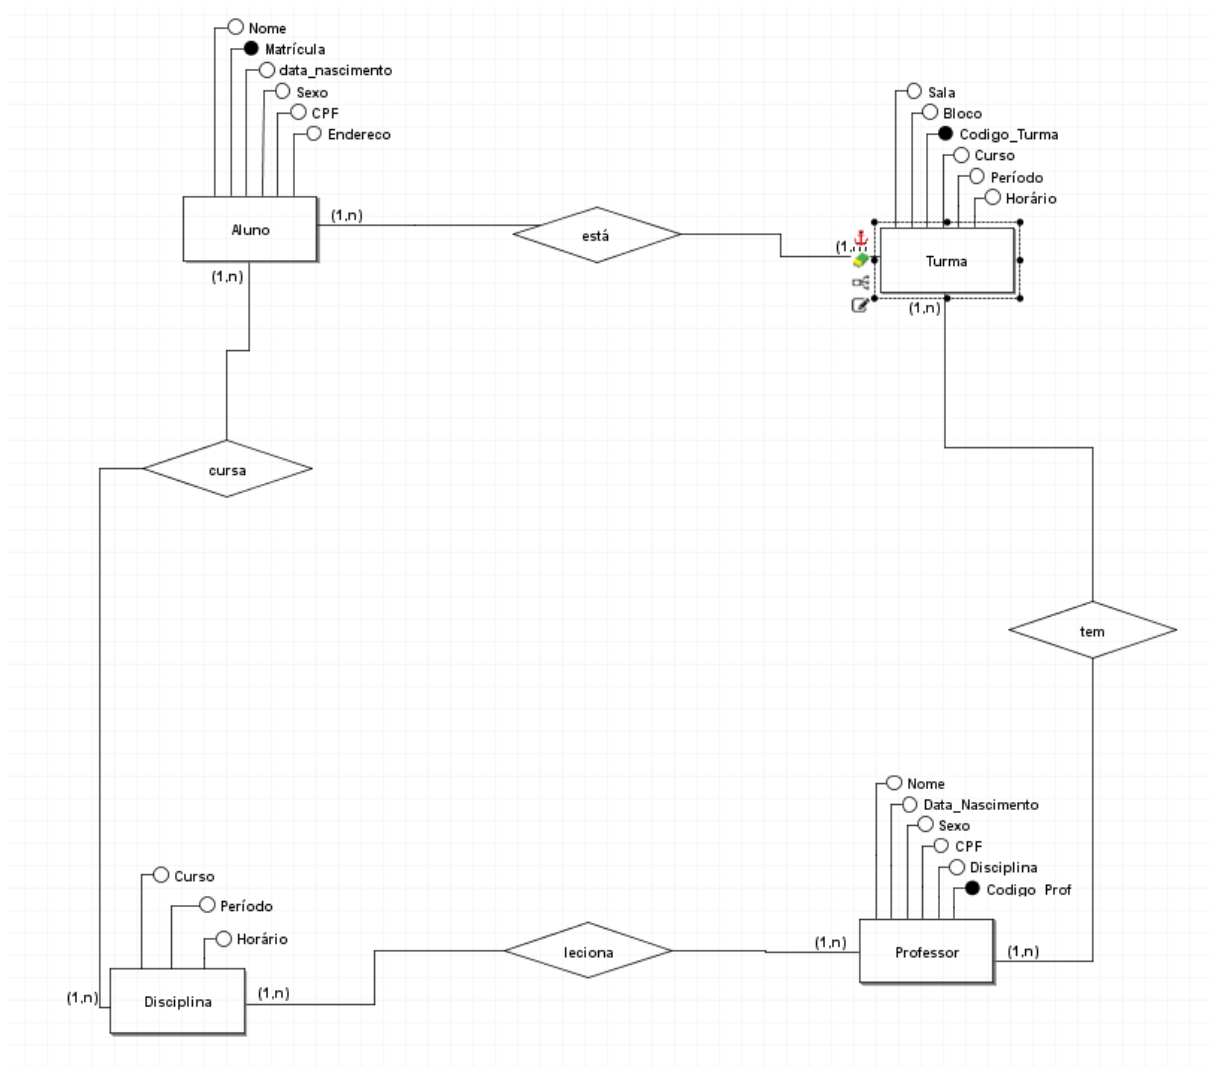 Nome
Matrícula
data_nascimento
Sexo
CPF
Endereco
Aluno
(1,n)
(1,n)
está
Sala
Bloco
Codigo_Turma
Curso
Período
Horário
(1,
Turma
(1,n)
cursa
tem
Nome
Data_Nascimento
Sexo
CPF
Disciplina
Codigo_Prof
Professor
(1,n)
(1,n)
leciona
Curso
Período
Horário
Disciplina
(1,n)
(1,n)